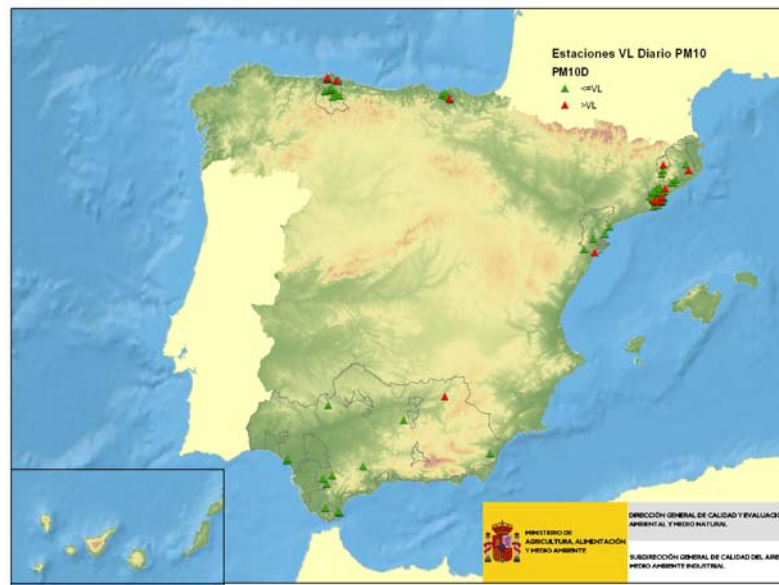 Estaciones VL Diario PM10
PM10D
<=VL
>VL
MINISTERIO DE
AGRICULTURA, ALIMENTACIÓN
Y MEDIO AMBIENTE
DIRECCIÓN GENERAL DE CALIDAD Y EVALUACIÓ
AMBIENTAL Y MEDIO NATURAL
SUBDIRECCIÓN GENERAL DE CALIDAD DEL AIRE
MEDIO AMBIENTE INDUSTRIAL